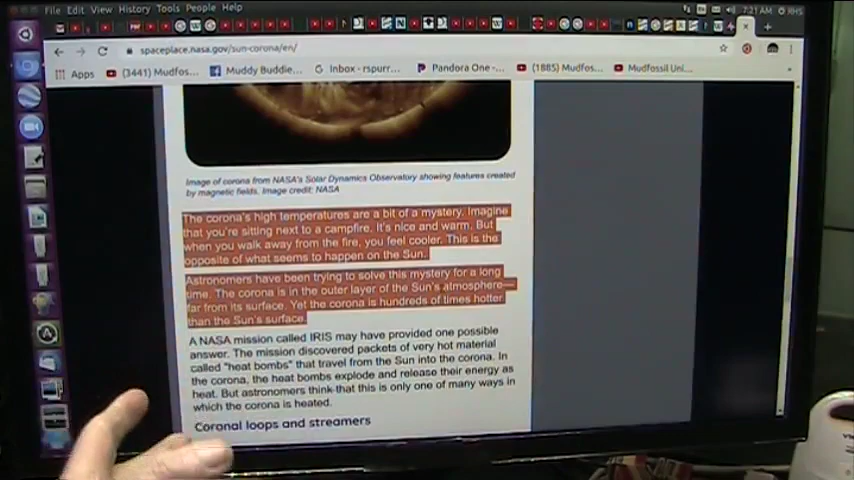 File Edit View History Tools People Help
7:21 AM RHS
spaceplace.nasa.gov/sun-corona/en/
Apps (3441) Mudfos... Muddy Buddie... Inbox - rspurr... Pandora One -... (1885) Mudfos... Mudfossil Uni...
Image of corona from NASA's Solar Dynamics Observatory showing features created
by magnetic fields. Image credit: NASA
The corona's high temperatures are a bit of a mystery. Imagine
that you're sitting next to a campfire. It's nice and warm. But
when you walk away from the fire, you feel cooler. This is the
opposite of what seems to happen on the Sun.
Astronomers have been trying to solve this mystery for a long
time. The corona is in the outer layer of the Sun's atmosphere—
far from its surface. Yet the corona is hundreds of times hotter
than the Sun's surface.
A NASA mission called IRIS may have provided one possible
answer. The mission discovered packets of very hot material
called "heat bombs" that travel from the Sun into the corona. In
the corona, the heat bombs explode and release their energy as
heat. But astronomers think that this is only one of many ways in
which the corona is heated.
Coronal loops and streamers